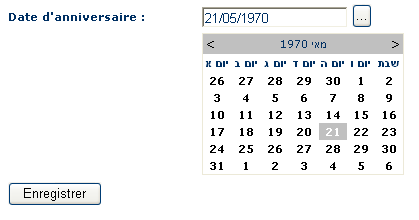 Date d'anniversaire : 21/05/1970 ...
< מאי 1970 >
יום א יום ב יום ג יום ד יום ה יום ו שבת
26 27 28 29 30 1 2
3 4 5 6 7 8 9
10 11 12 13 14 15 16
17 18 19 20 21 22 23
24 25 26 27 28 29 30
31 1 2 3 4 5 6
Enregistrer